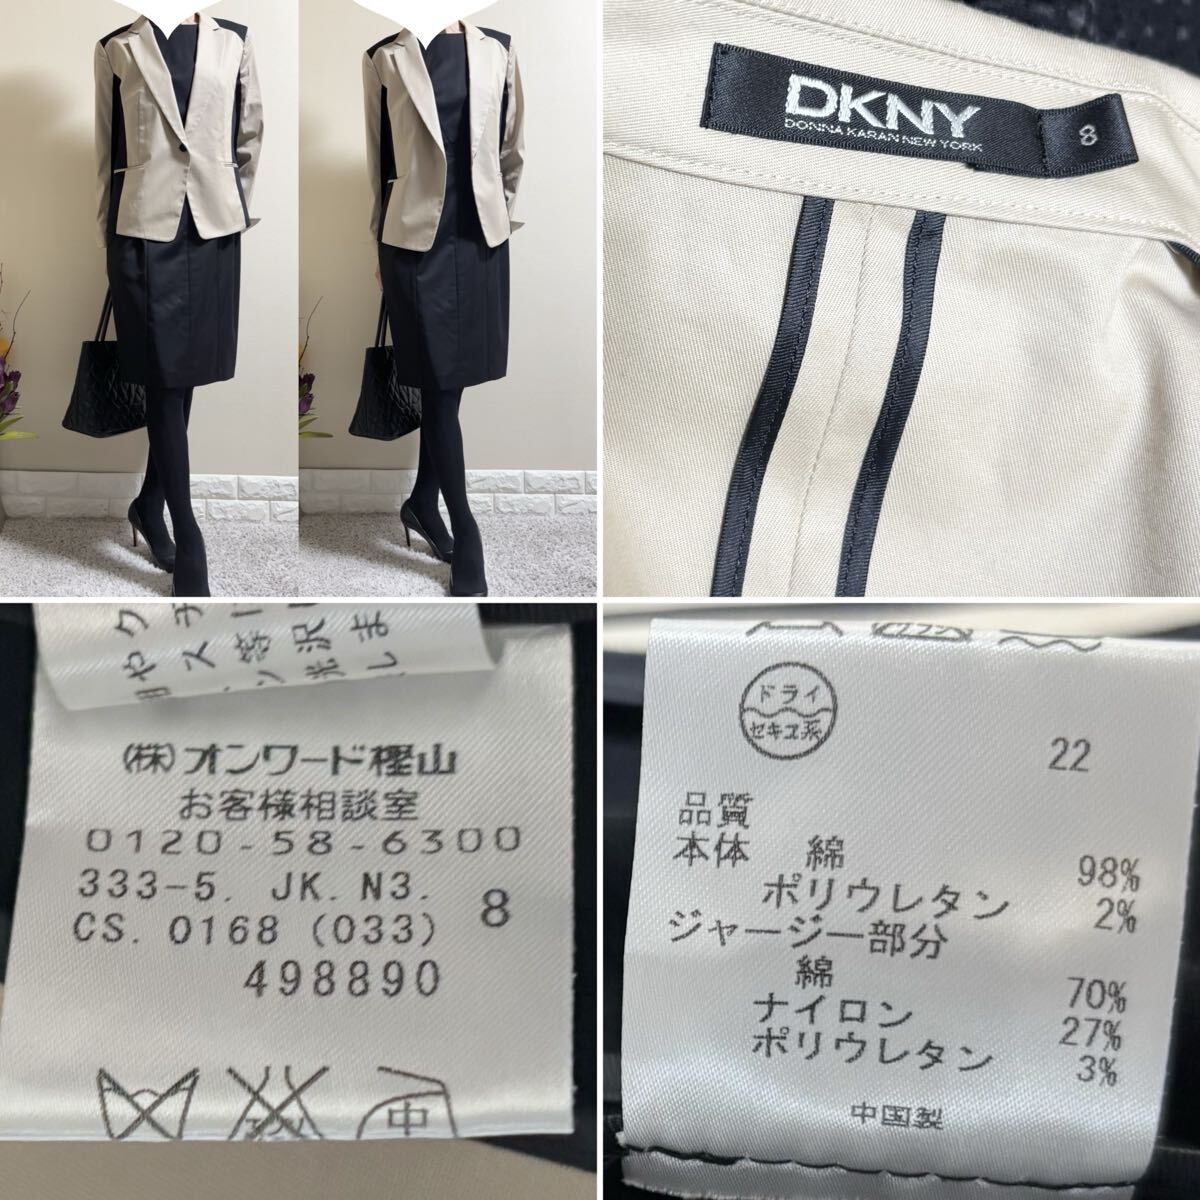 DKNY
DONNA KARAN NEW YORK
8
(株)オンワード樫山
お客様相談室
0120-58-6300
333-5. JK. N3.
CS. 0168 (033)
8
498890
中
ドライ
セキユ系
22
品質
本体 綿 98%
ポリウレタン 2%
ジャージー部分
綿 70%
ナイロン 27%
ポリウレタン 3%
中国製